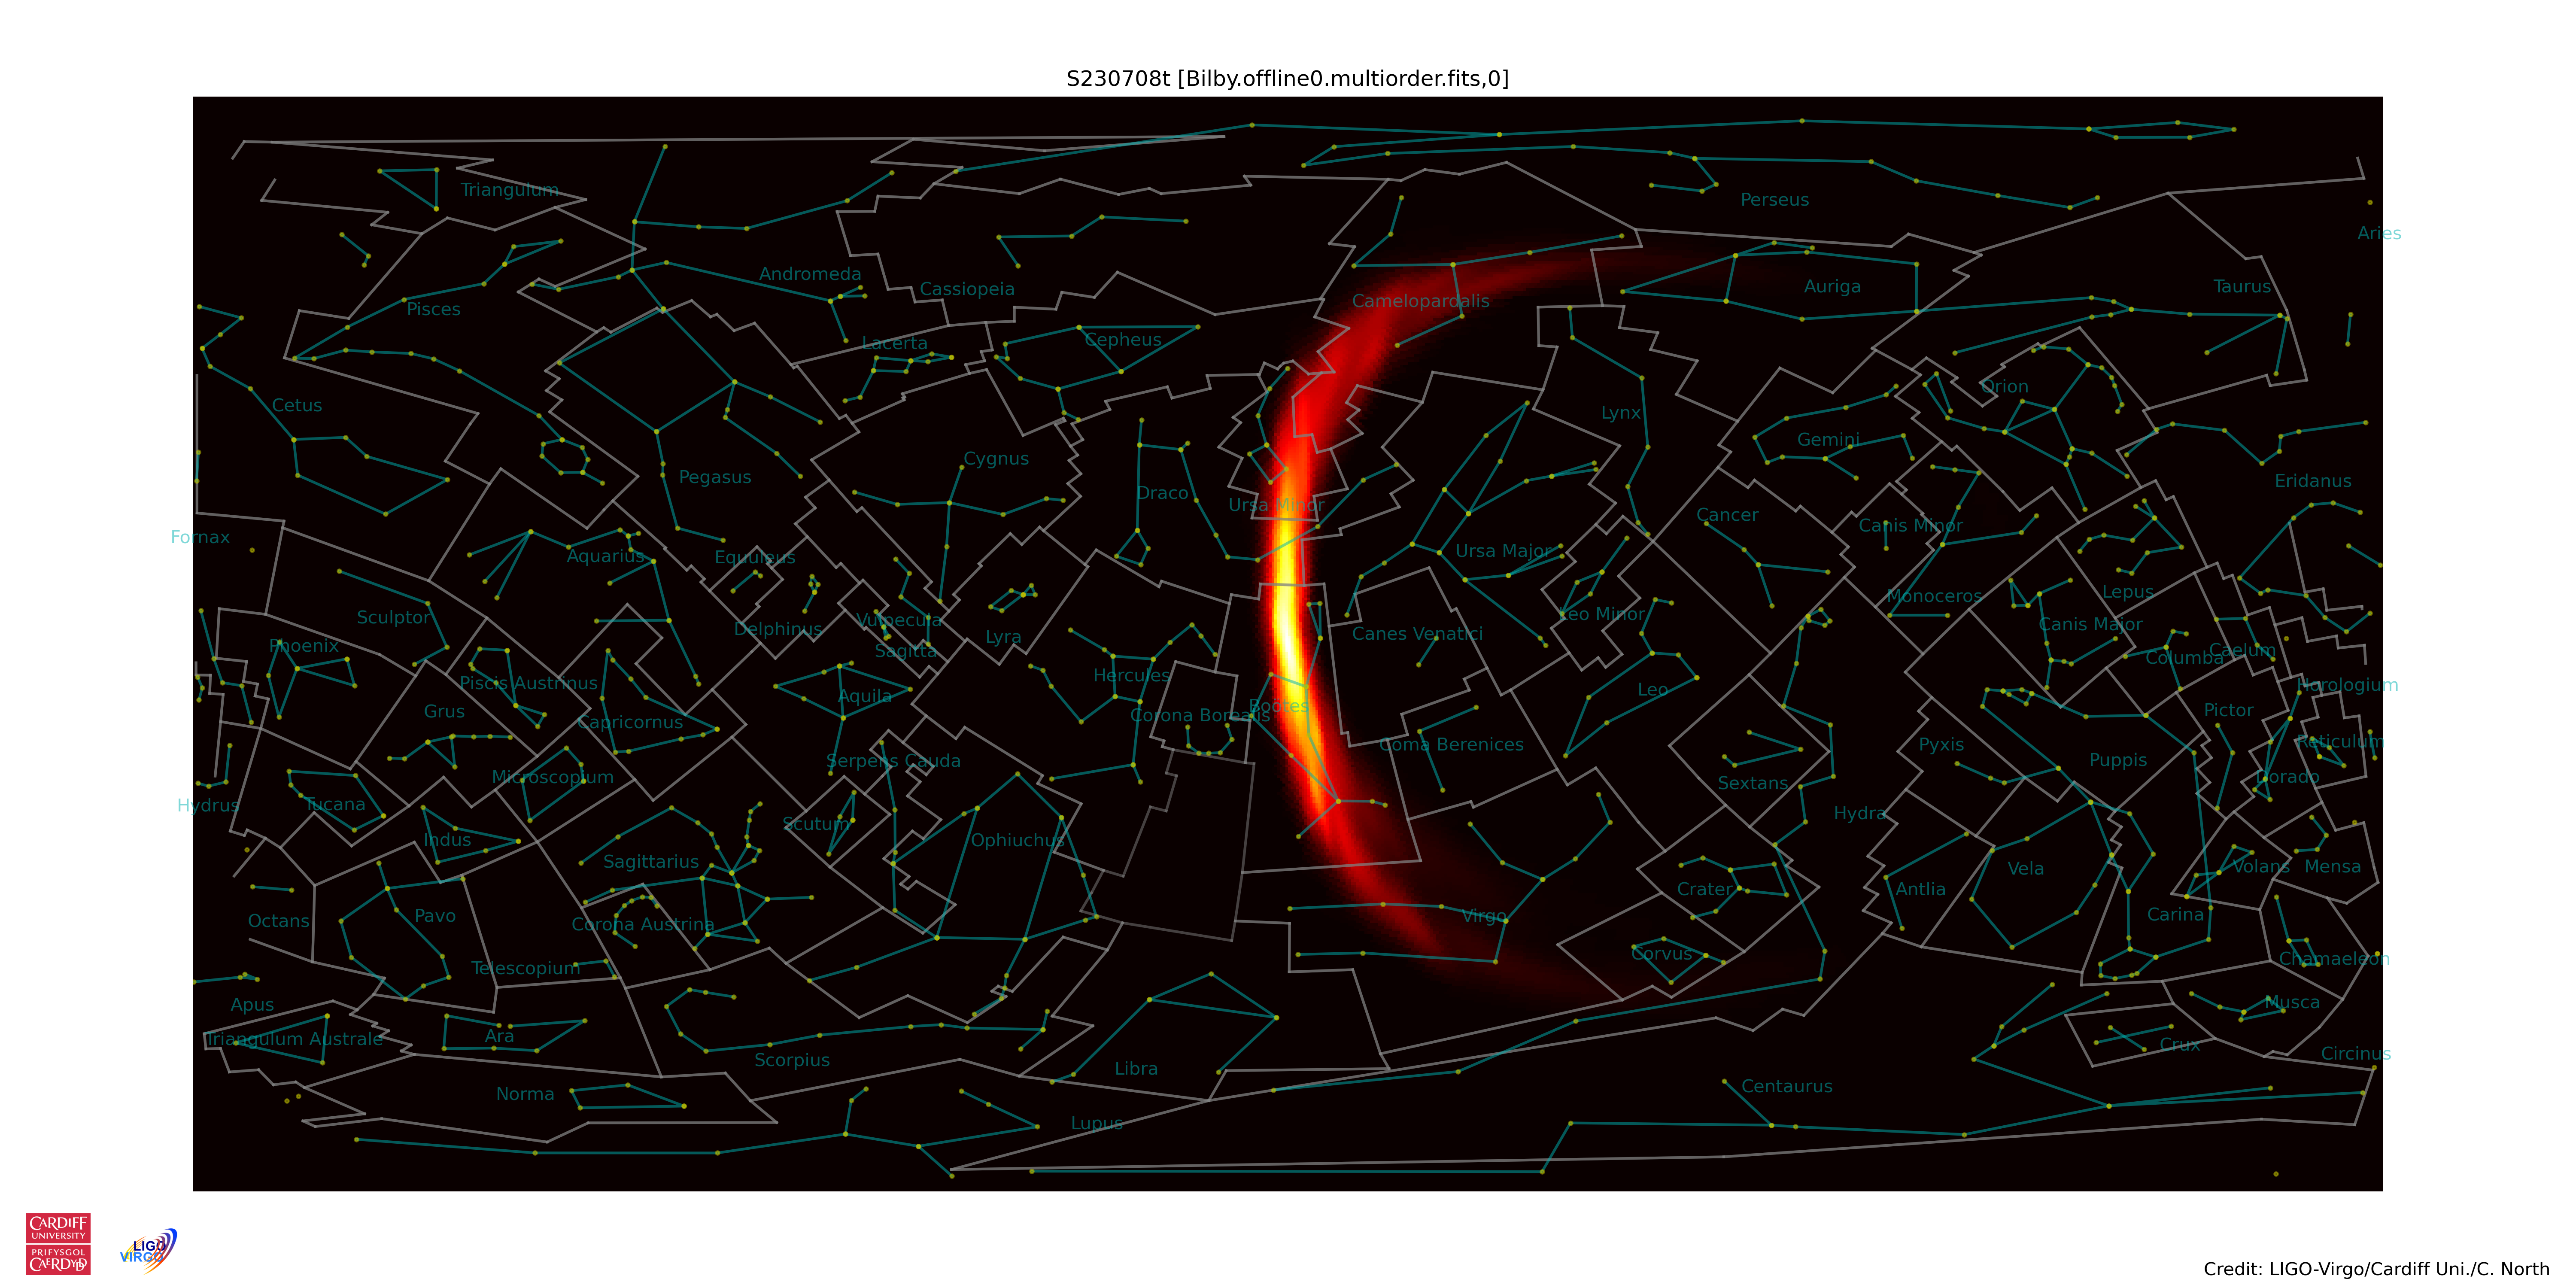 S230708t [Bilby.offline0.multiorder.fits,0]
Triangulum
Perseus
Aries
Andromeda
Cassiopeia
Camelopardalis
Auriga
Taurus
Pisces
Lacerta
Cepheus
Cetus
Lynx
Orion
Gemini
Pegasus
Cygnus
Draco
Ursa Minor
Eridanus
Fornax
Aquarius
Equuleus
Ursa Major
Cancer
Canis Minor
Sculptor
Phoenix
Delphinus
Vulpecula
Sagitta
Lyra
Canes Venatici
Leo Minor
Monoceros
Lepus
Canis Major
Columba
Caelum
Piscis Austrinus
Grus
Capricornus
Aquila
Hercules
Corona Borealis
Boötes
Leo
Pictor
Horologium
Reticulum
Microscopium
Serpens Cauda
Coma Berenices
Sextans
Pyxis
Puppis
Dorado
Hydrus
Tucana
Indus
Scutum
Ophiuchus
Hydra
Sagittarius
Crater
Antlia
Vela
Volans
Mensa
Octans
Pavo
Corona Austrina
Virgo
Carina
Telescopium
Corvus
Chamaeleon
Apus
Musca
Triangulum Australe
Ara
Scorpius
Libra
Crux
Circinus
Norma
Centaurus
Lupus
CARDIFF
UNIVERSITY
PRIFYSGOL
CAERDYDD
LIGO
VIRGO
Credit: LIGO-Virgo/Cardiff Uni./C. North